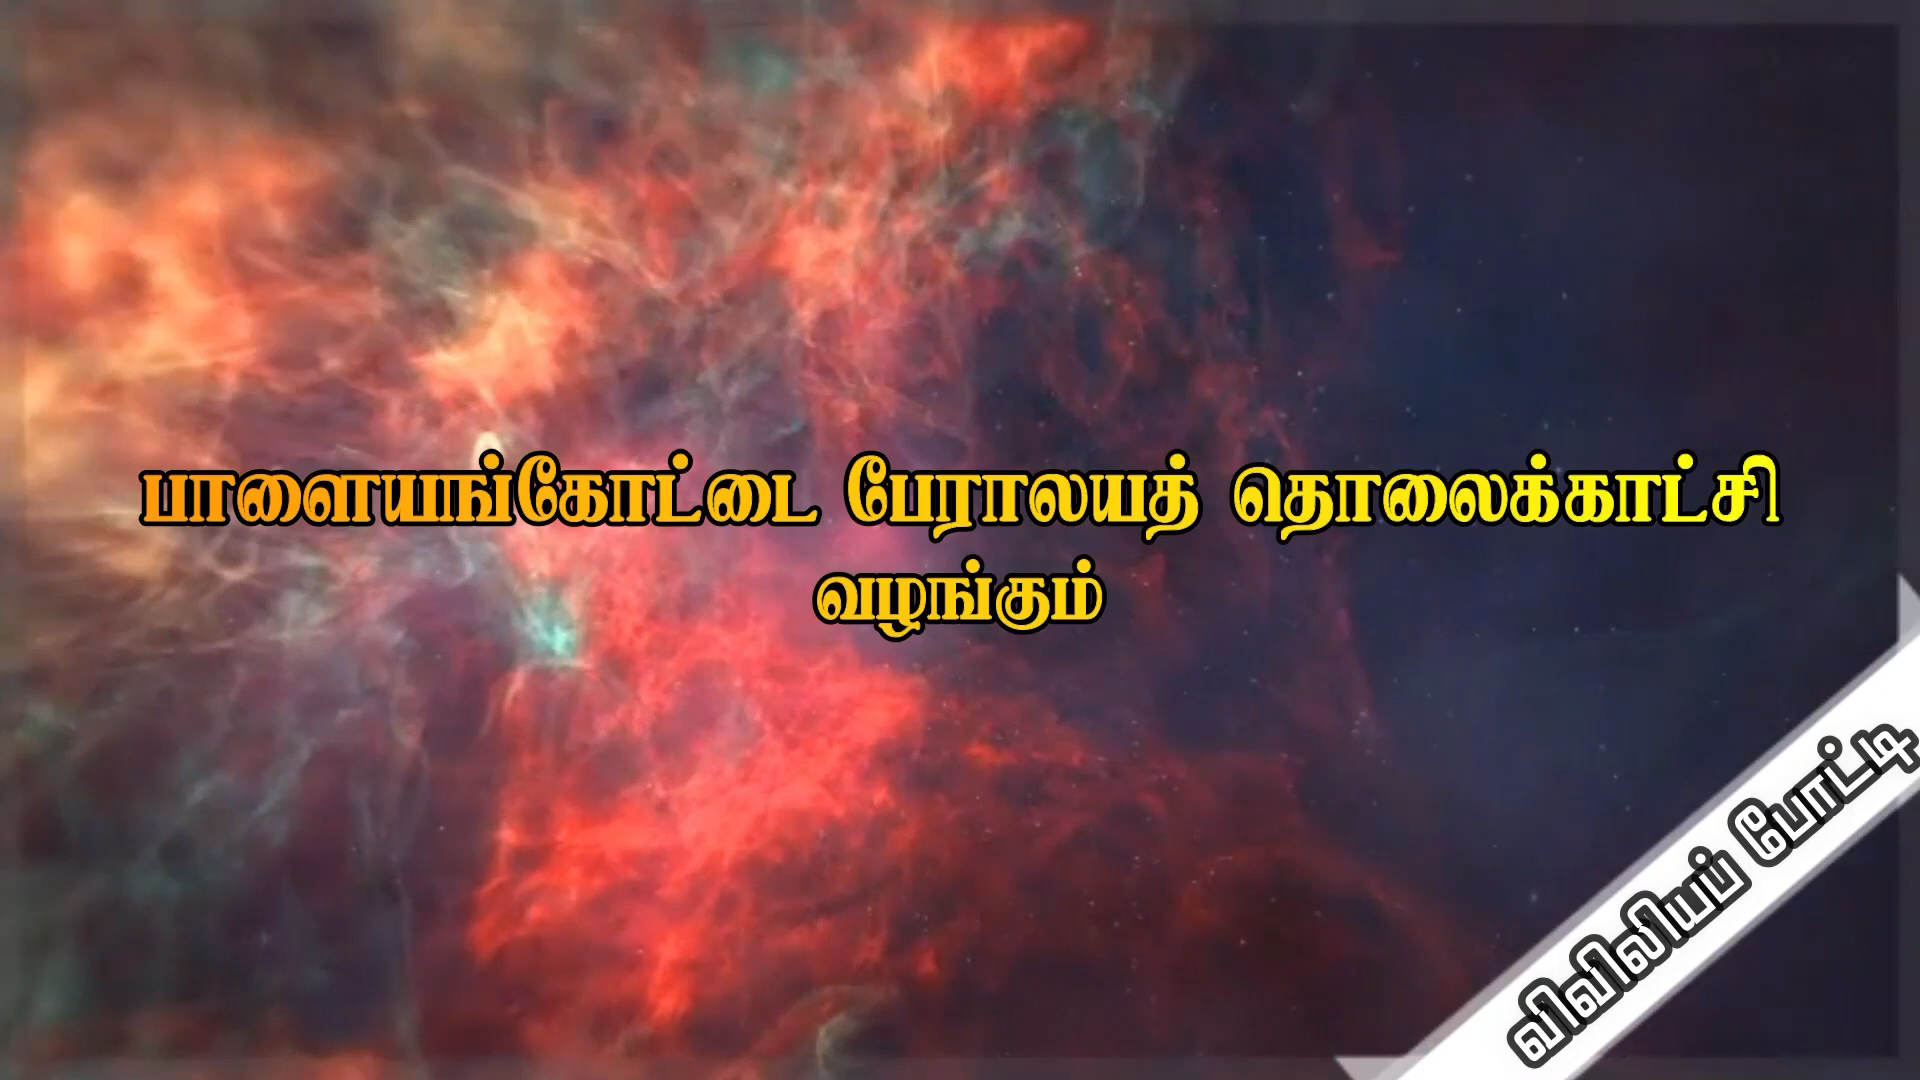 பாளையங்கோட்டை பேராலயத் தொலைக்காட்சி
வழங்கும்
விவிலியப் போட்டி